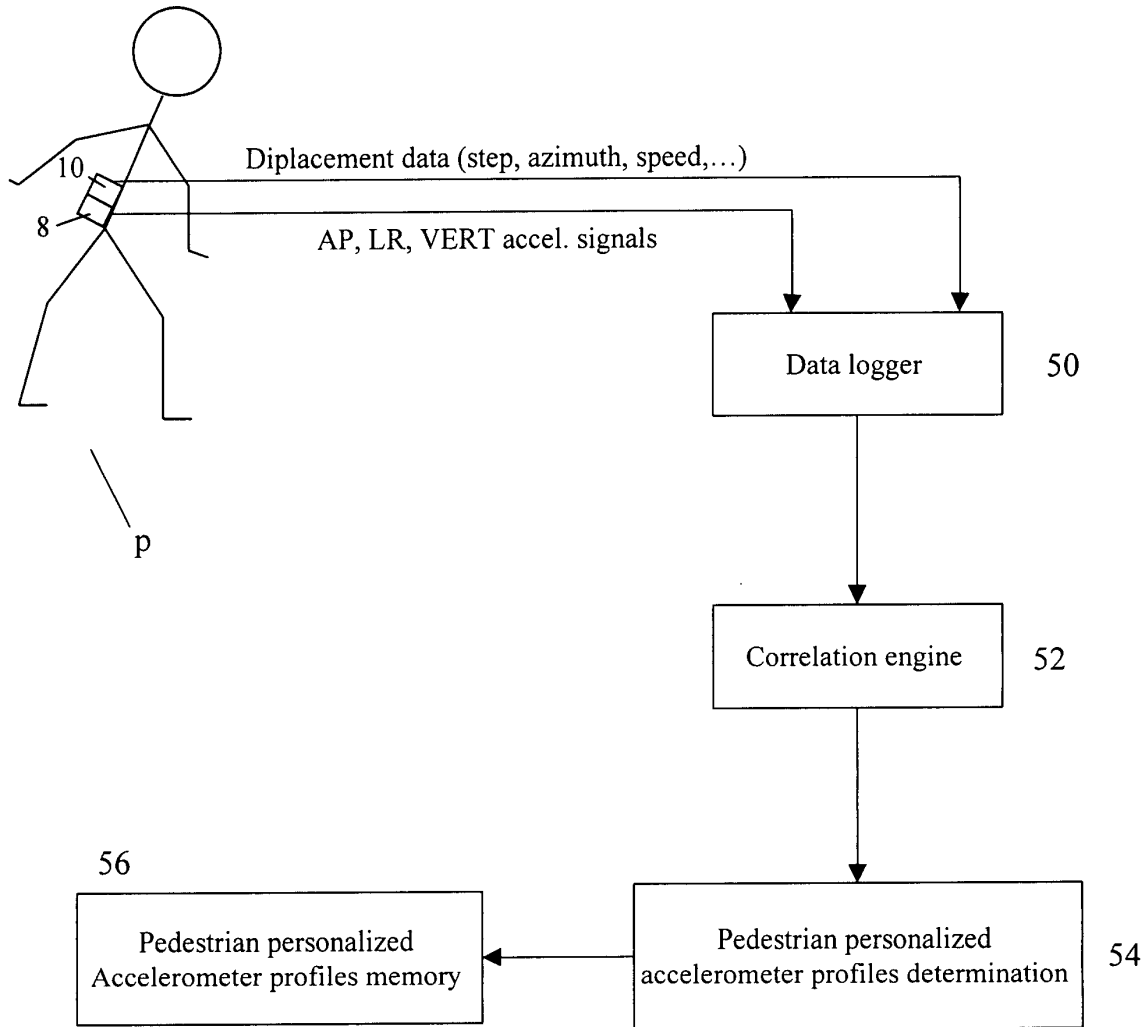 Diplacement data (step, azimuth, speed,...)
10
8
AP, LR, VERT accel. signals
Data logger
50
p
Correlation engine
52
56
Pedestrian personalized
Accelerometer profiles memory
Pedestrian personalized
accelerometer profiles determination
54